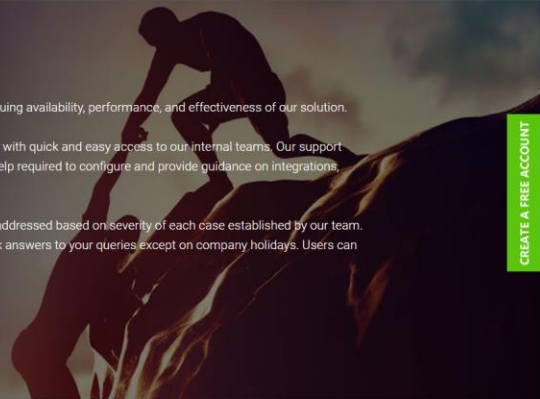 uing availability, performance, and effectiveness of our solution.
with quick and easy access to our internal teams. Our support
elp required to configure and provide guidance on integrations,
addressed based on severity of each case established by our team.
k answers to your queries except on company holidays. Users can
CREATE A FREE ACCOUNT